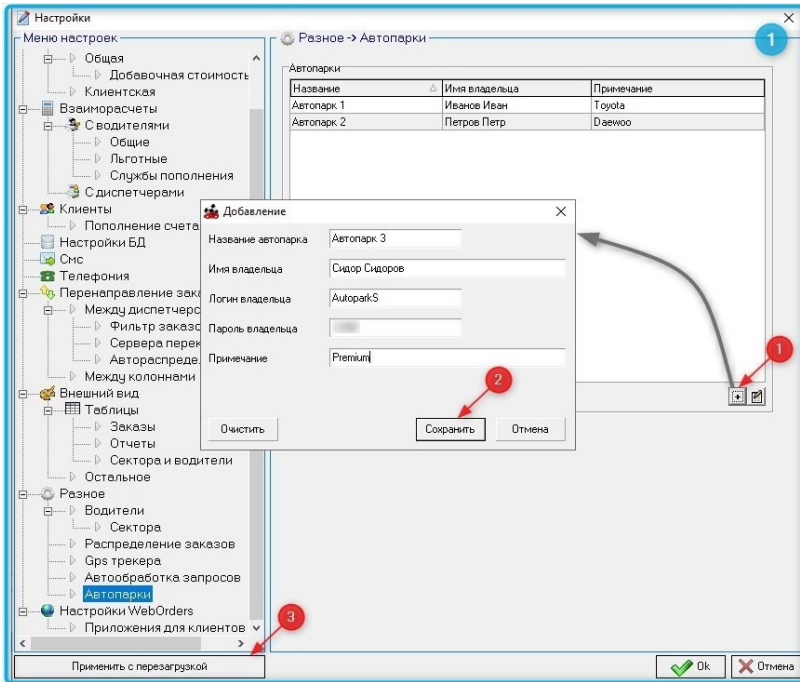 Настройки
Меню настроек
Общая
Добавочная стоимость
Клиентская
Взаиморасчеты
С водителями
Общие
Льготные
Службы пополнения
С диспетчерами
Клиенты
Пополнение счета
Настройки БД
Смс
Телефония
Перенаправление зака
Между диспетчерс
Фильтр заказо
Сервера перек
Автораспреде
Между колоннами
Внешний вид
Таблицы
Заказы
Отчеты
Сектора и водители
Остальное
Разное
Водители
Сектора
Распределение заказов
Gps трекера
Автообработка запросов
Автопарки
Настройки WebOrders
Приложения для клиентов
Применить с перезагрузкой
3
Разное -> Автопарки
1
Автопарки
Название Имя владельца Примечание
Автопарк 1 Иванов Иван Toyota
Автопарк 2 Петров Петр Daewoo
1
Добавление
Название автопарка Автопарк 3
Имя владельца Сидор Сидоров
Логин владельца AutoparkS
Пароль владельца
Примечание Premium
2
Очистить Сохранить Отмена
Ok Отмена